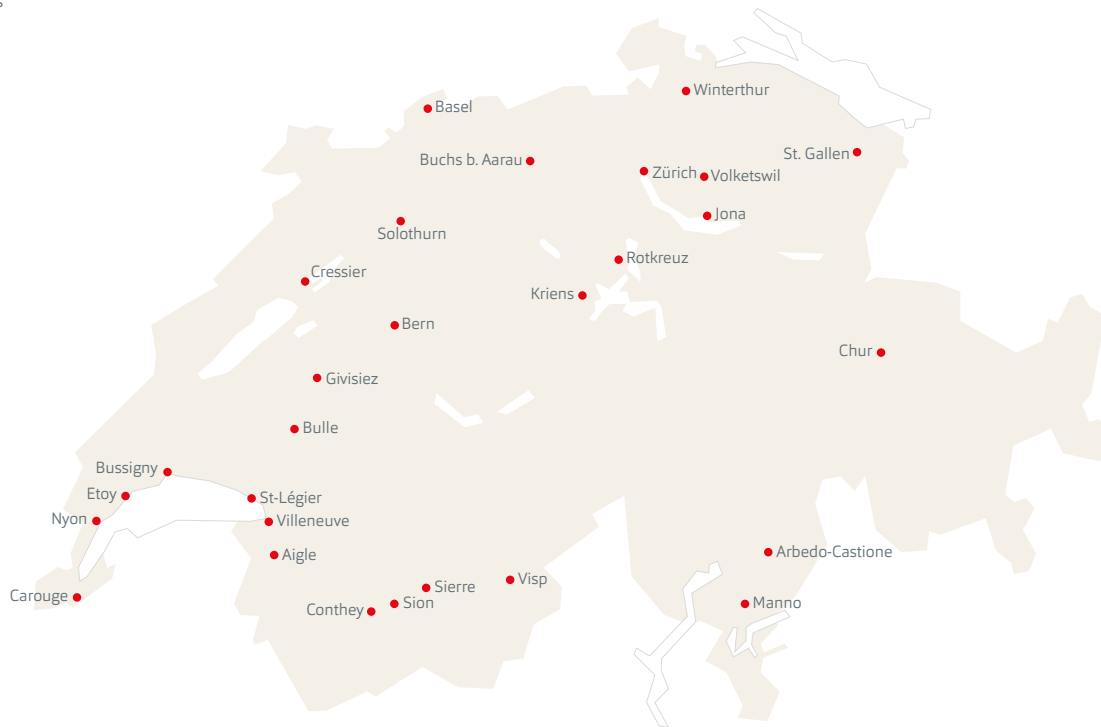 Winterthur
Basel
St. Gallen
Buchs b. Aarau
Zürich
Volketswil
Jona
Solothurn
Rotkreuz
Cressier
Kriens
Bern
Chur
Givisiez
Bulle
Bussigny
Etoy
St-Légier
Nyon
Villeneuve
Arbedo-Castione
Aigle
Visp
Sierre
Carouge
Sion
Manno
Conthey